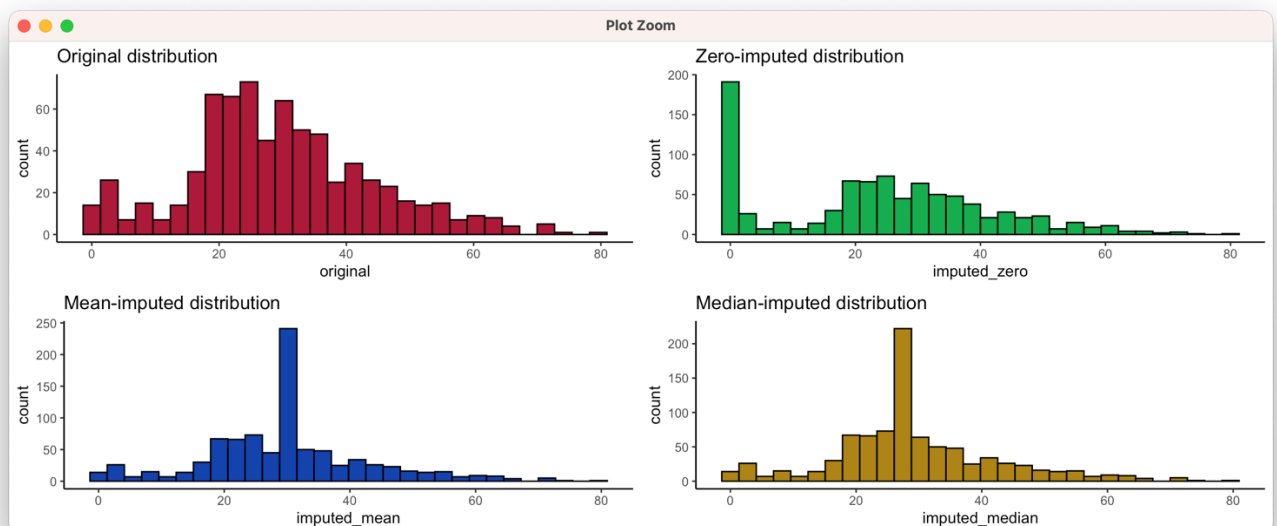 Plot Zoom
Original distribution
count
60
40
20
0
0 20 40 60 80
original
Zero-imputed distribution
count
200
150
100
50
0
0 20 40 60 80
imputed_zero
Mean-imputed distribution
count
250
200
150
100
50
0
0 20 40 60 80
imputed_mean
Median-imputed distribution
count
200
150
100
50
0
0 20 40 60 80
imputed_median